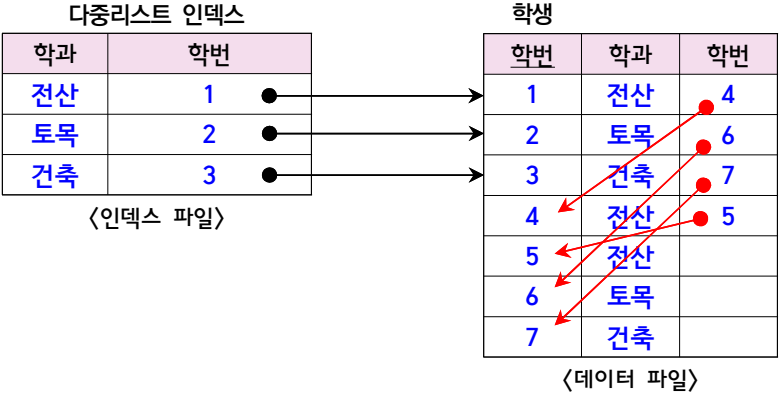 다중리스트 인덱스
학과 학번
전산 1
토목 2
건축 3
〈인덱스 파일〉
학생
학번 학과 학번
1 전산 4
2 토목 6
3 건축 7
4 전산 5
5 전산
6 토목
7 건축
〈데이터 파일〉